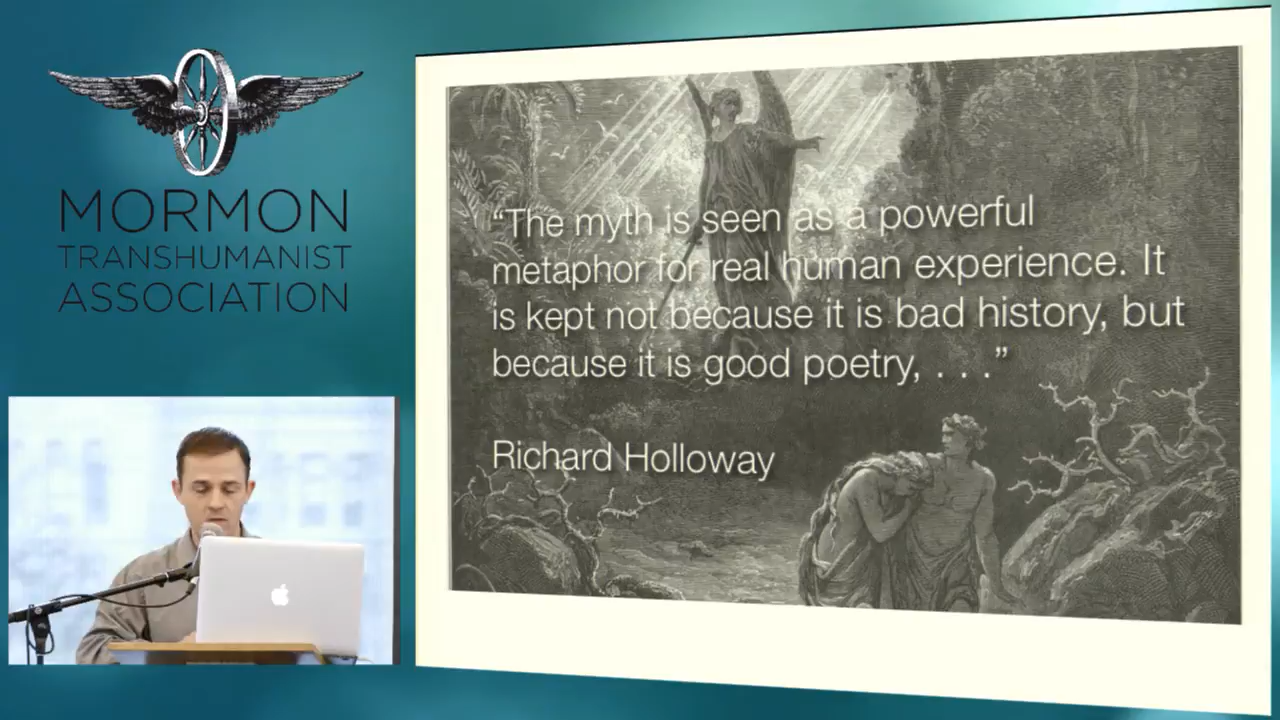 MORMON
TRANSHUMANIST
ASSOCIATION
“The myth is seen as a powerful
metaphor for real human experience. It
is kept not because it is bad history, but
because it is good poetry, . . .”
Richard Holloway